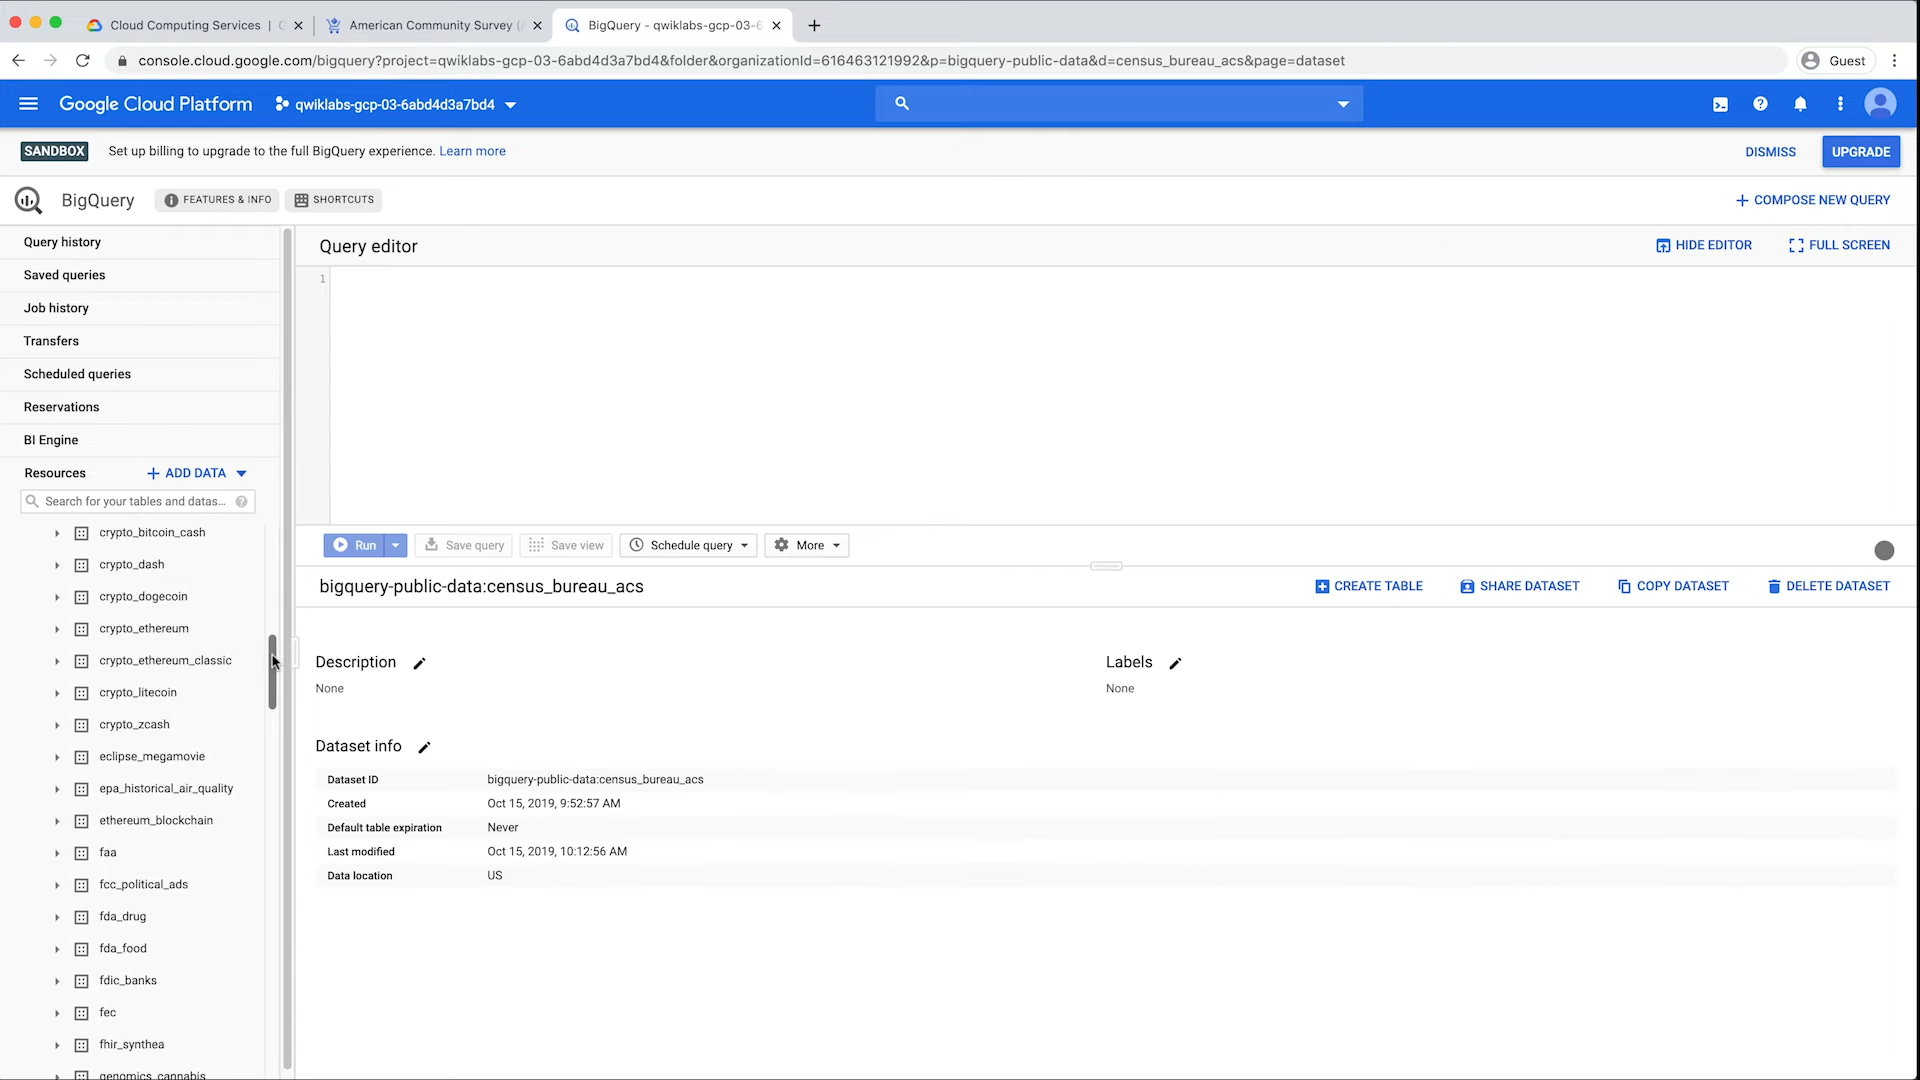 Cloud Computing Services | G
American Community Survey (A
BigQuery - qwiklabs-gcp-03-6
console.cloud.google.com/bigquery?project=qwiklabs-gcp-03-6abd4d3a7bd4&folder&organizationId=616463121992&p=bigquery-public-data&d=census_bureau_acs&page=dataset
Guest
Google Cloud Platform
qwiklabs-gcp-03-6abd4d3a7bd4
SANDBOX
Set up billing to upgrade to the full BigQuery experience. Learn more
DISMISS
UPGRADE
BigQuery
FEATURES & INFO
SHORTCUTS
COMPOSE NEW QUERY
Query history
Saved queries
Job history
Transfers
Scheduled queries
Reservations
BI Engine
Resources
ADD DATA
Search for your tables and datas...
crypto_bitcoin_cash
crypto_dash
crypto_dogecoin
crypto_ethereum
crypto_ethereum_classic
crypto_litecoin
crypto_zcash
eclipse_megamovie
epa_historical_air_quality
ethereum_blockchain
faa
fcc_political_ads
fda_drug
fda_food
fdic_banks
fec
fhir_synthea
genomics_cannabis
Query editor
HIDE EDITOR
FULL SCREEN
1
Run
Save query
Save view
Schedule query
More
bigquery-public-data:census_bureau_acs
CREATE TABLE
SHARE DATASET
COPY DATASET
DELETE DATASET
Description
None
Labels
None
Dataset info
Dataset ID bigquery-public-data:census_bureau_acs
Created Oct 15, 2019, 9:52:57 AM
Default table expiration Never
Last modified Oct 15, 2019, 10:12:56 AM
Data location US